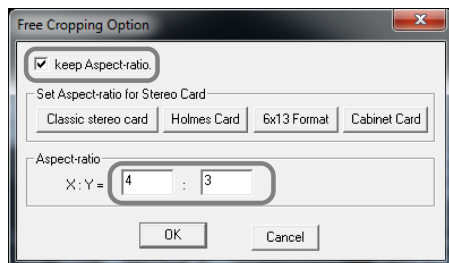 Free Cropping Option
keep Aspect-ratio.
Set Aspect-ratio for Stereo Card
Classic stereo card Holmes Card 6x13 Format Cabinet Card
Aspect-ratio
X : Y = 4 : 3
OK Cancel